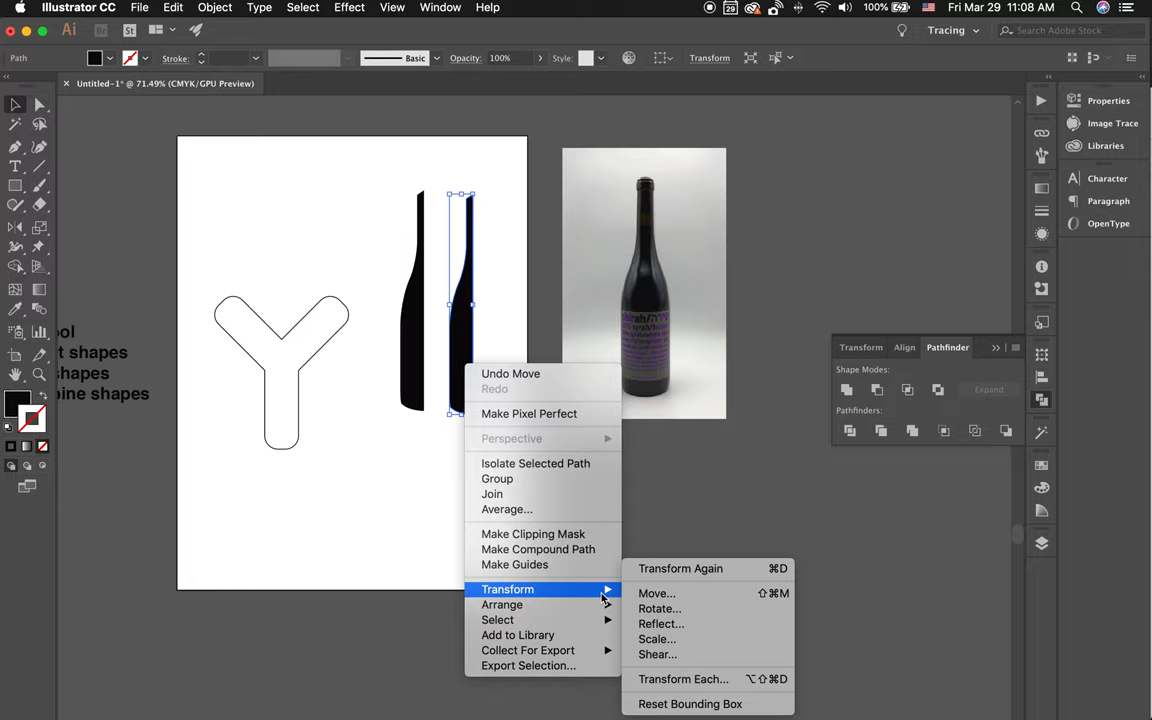 Illustrator CC File Edit Object Type Select Effect View Window Help 29 100% Fri Mar 29 11:08 AM
Ai Br St Tracing Search Adobe Stock
Path Stroke: Basic Opacity: 100% Style: Transform
× Untitled-1* @ 71.49% (CMYK/GPU Preview)
Properties
Image Trace
Libraries
Character
Paragraph
OpenType
ool
t shapes
shapes
pine shapes
Transform Align Pathfinder
Shape Modes:
Expand
Pathfinders:
Undo Move
Redo
Make Pixel Perfect
Perspective
Isolate Selected Path
Group
Join
Average...
Make Clipping Mask
Make Compound Path
Make Guides
Transform
Arrange
Select
Add to Library
Collect For Export
Export Selection...
Transform Again ⌘D
Move... ⇧⌘M
Rotate...
Reflect...
Scale...
Shear...
Transform Each... ⌥⇧⌘D
Reset Bounding Box